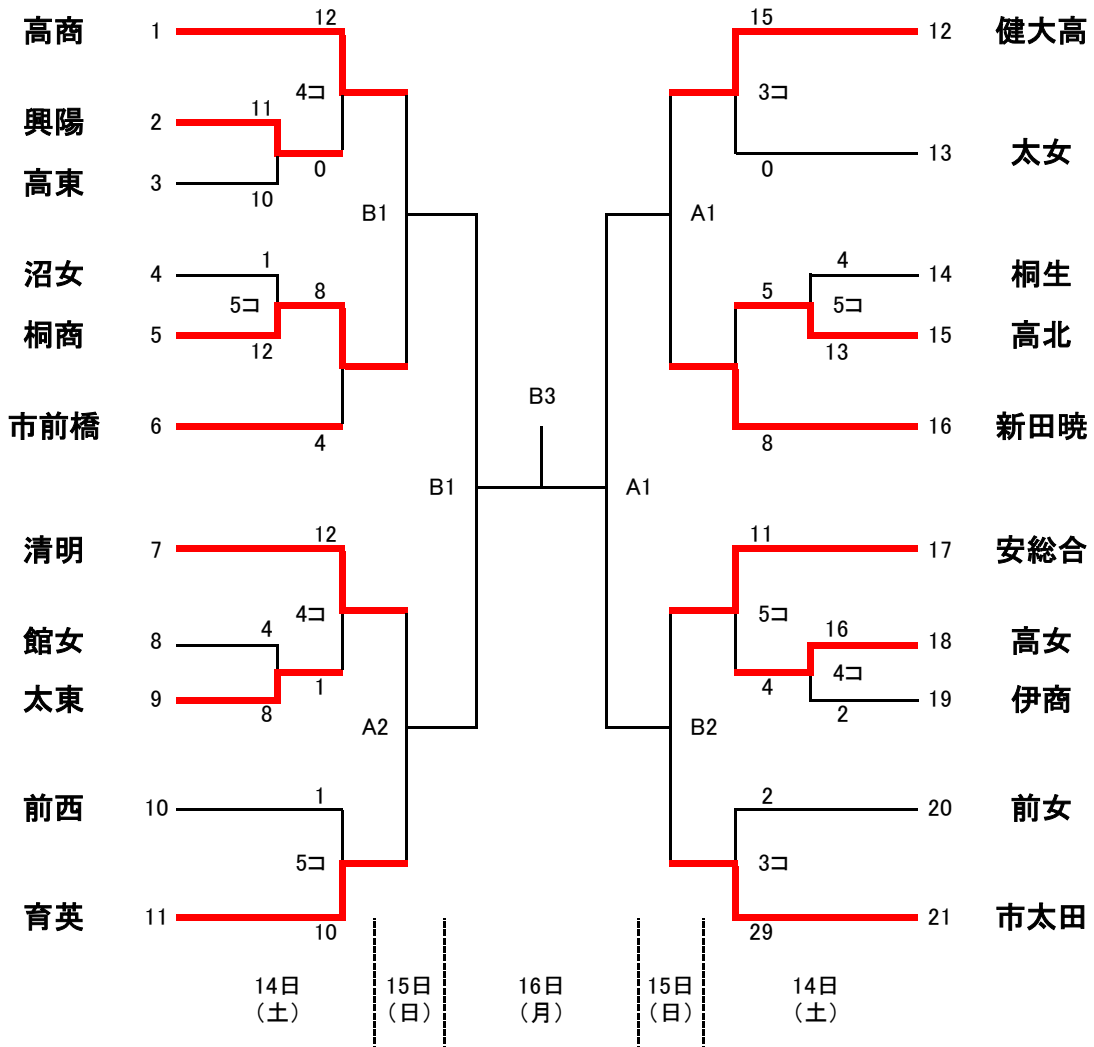 12
15
高商
1
12
健大高
4コ
3コ
11
興陽
2
13
太女
0
0
高東
3
10
B1
A1
1
4
沼女
4
14
桐生
8
5
5コ
5コ
桐商
5
15
高北
12
13
B3
市前橋
6
16
新田暁
4
8
B1
A1
12
11
清明
7
17
安総合
4コ
5コ
4
16
館女
8
18
高女
4コ
1
4
太東
9
19
伊商
8
2
A2
B2
1
2
前西
10
20
前女
5コ
3コ
育英
11
21
市太田
10
29
14日
15日
16日
15日
14日
(土)
(日)
(月)
(日)
(土)